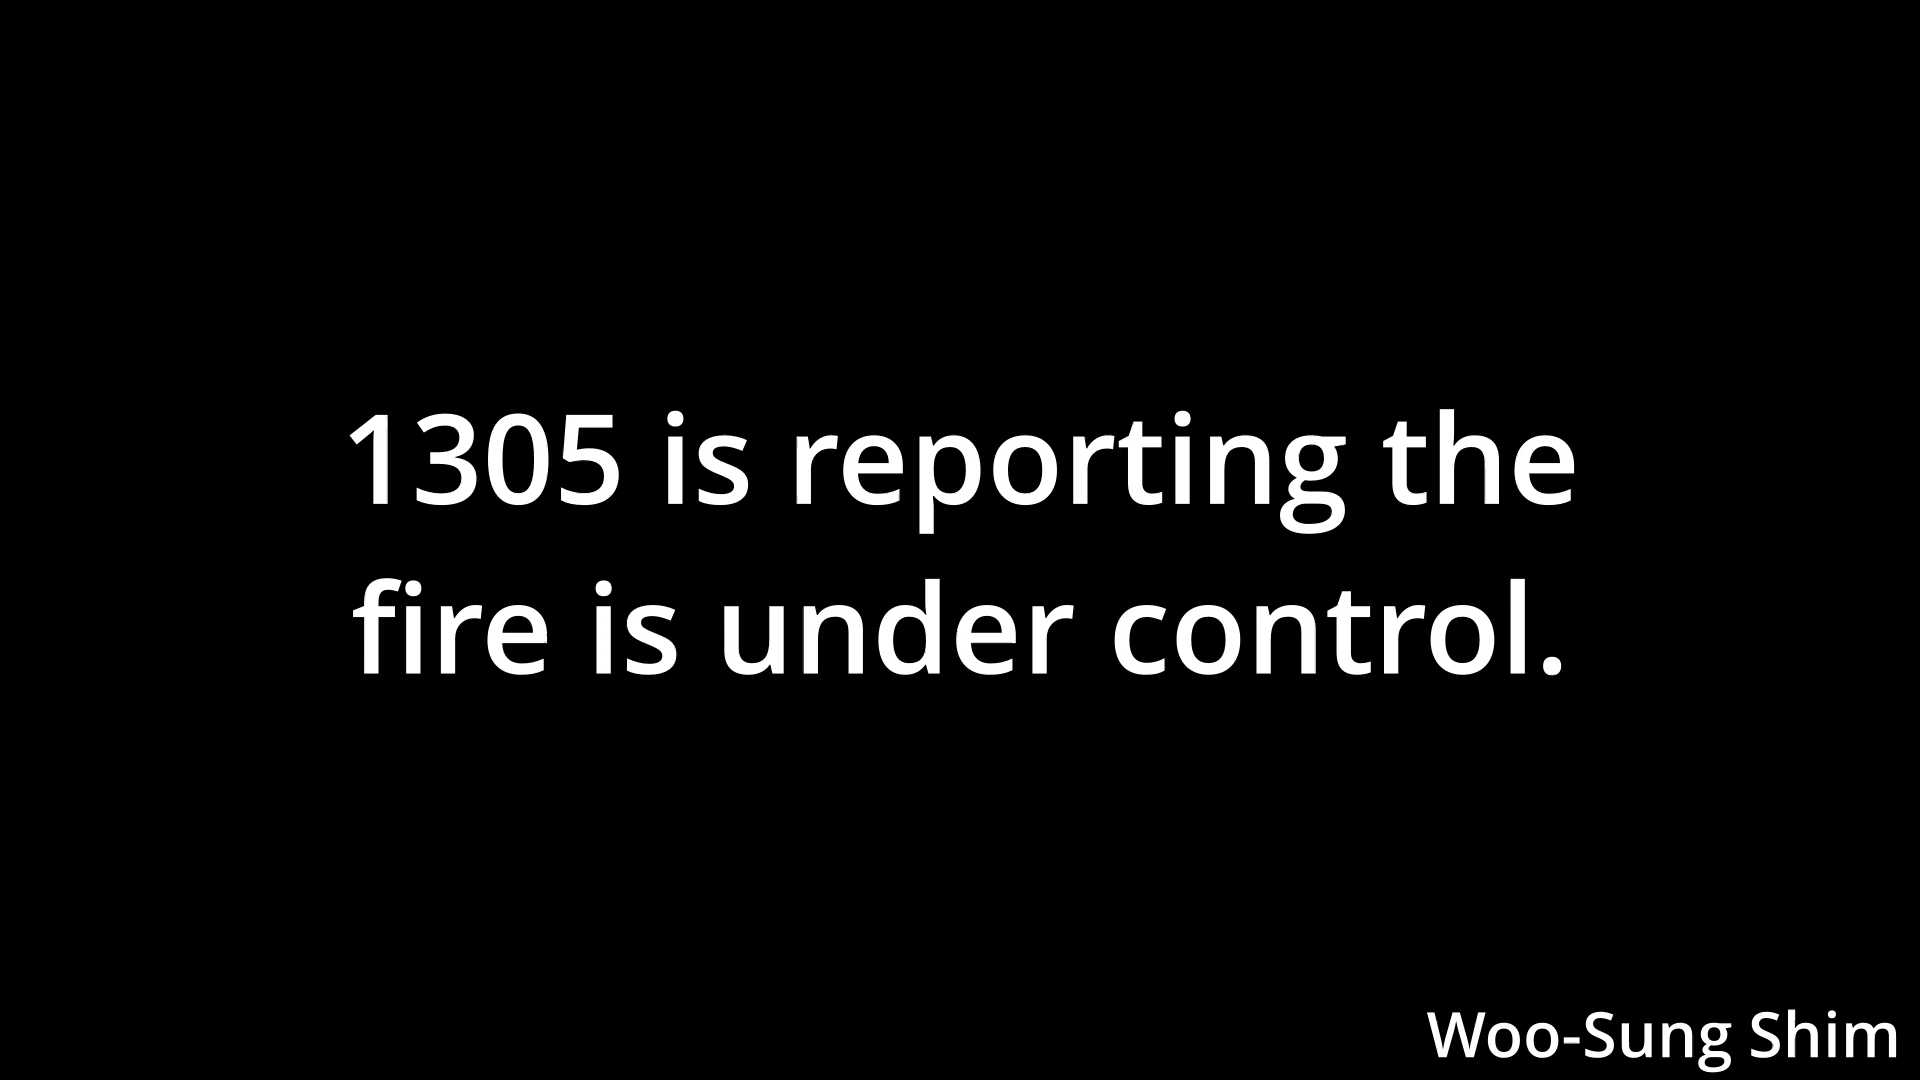 1305 is reporting the
fire is under control.
Woo-Sung Shim